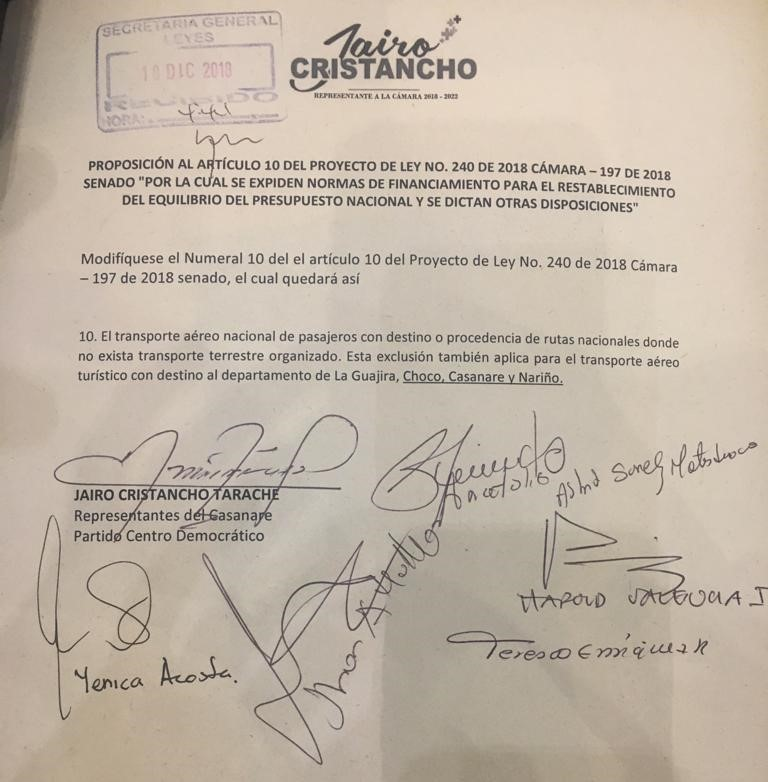 SECRETARIA GENERAL
LEYES
18 DIC 2018
RECIBIDO
HORA:
Jairo
CRISTANCHO
REPRESENTANTE A LA CÁMARA 2018 - 2022
PROPOSICIÓN AL ARTÍCULO 10 DEL PROYECTO DE LEY NO. 240 DE 2018 CÁMARA – 197 DE 2018
SENADO "POR LA CUAL SE EXPIDEN NORMAS DE FINANCIAMIENTO PARA EL RESTABLECIMIENTO
DEL EQUILIBRIO DEL PRESUPUESTO NACIONAL Y SE DICTAN OTRAS DISPOSICIONES"
Modifíquese el Numeral 10 del el artículo 10 del Proyecto de Ley No. 240 de 2018 Cámara
– 197 de 2018 senado, el cual quedará así
10. El transporte aéreo nacional de pasajeros con destino o procedencia de rutas nacionales donde
no exista transporte terrestre organizado. Esta exclusión también aplica para el transporte aéreo
turístico con destino al departamento de La Guajira, Choco, Casanare y Nariño.
JAIRO CRISTANCHO TARACHE
Representantes del Casanare
Partido Centro Democrático
Astrid Sanchez
HAROLD VALENCIA I
Teresa Enriquez R
Yenica Acosta.
Jhon